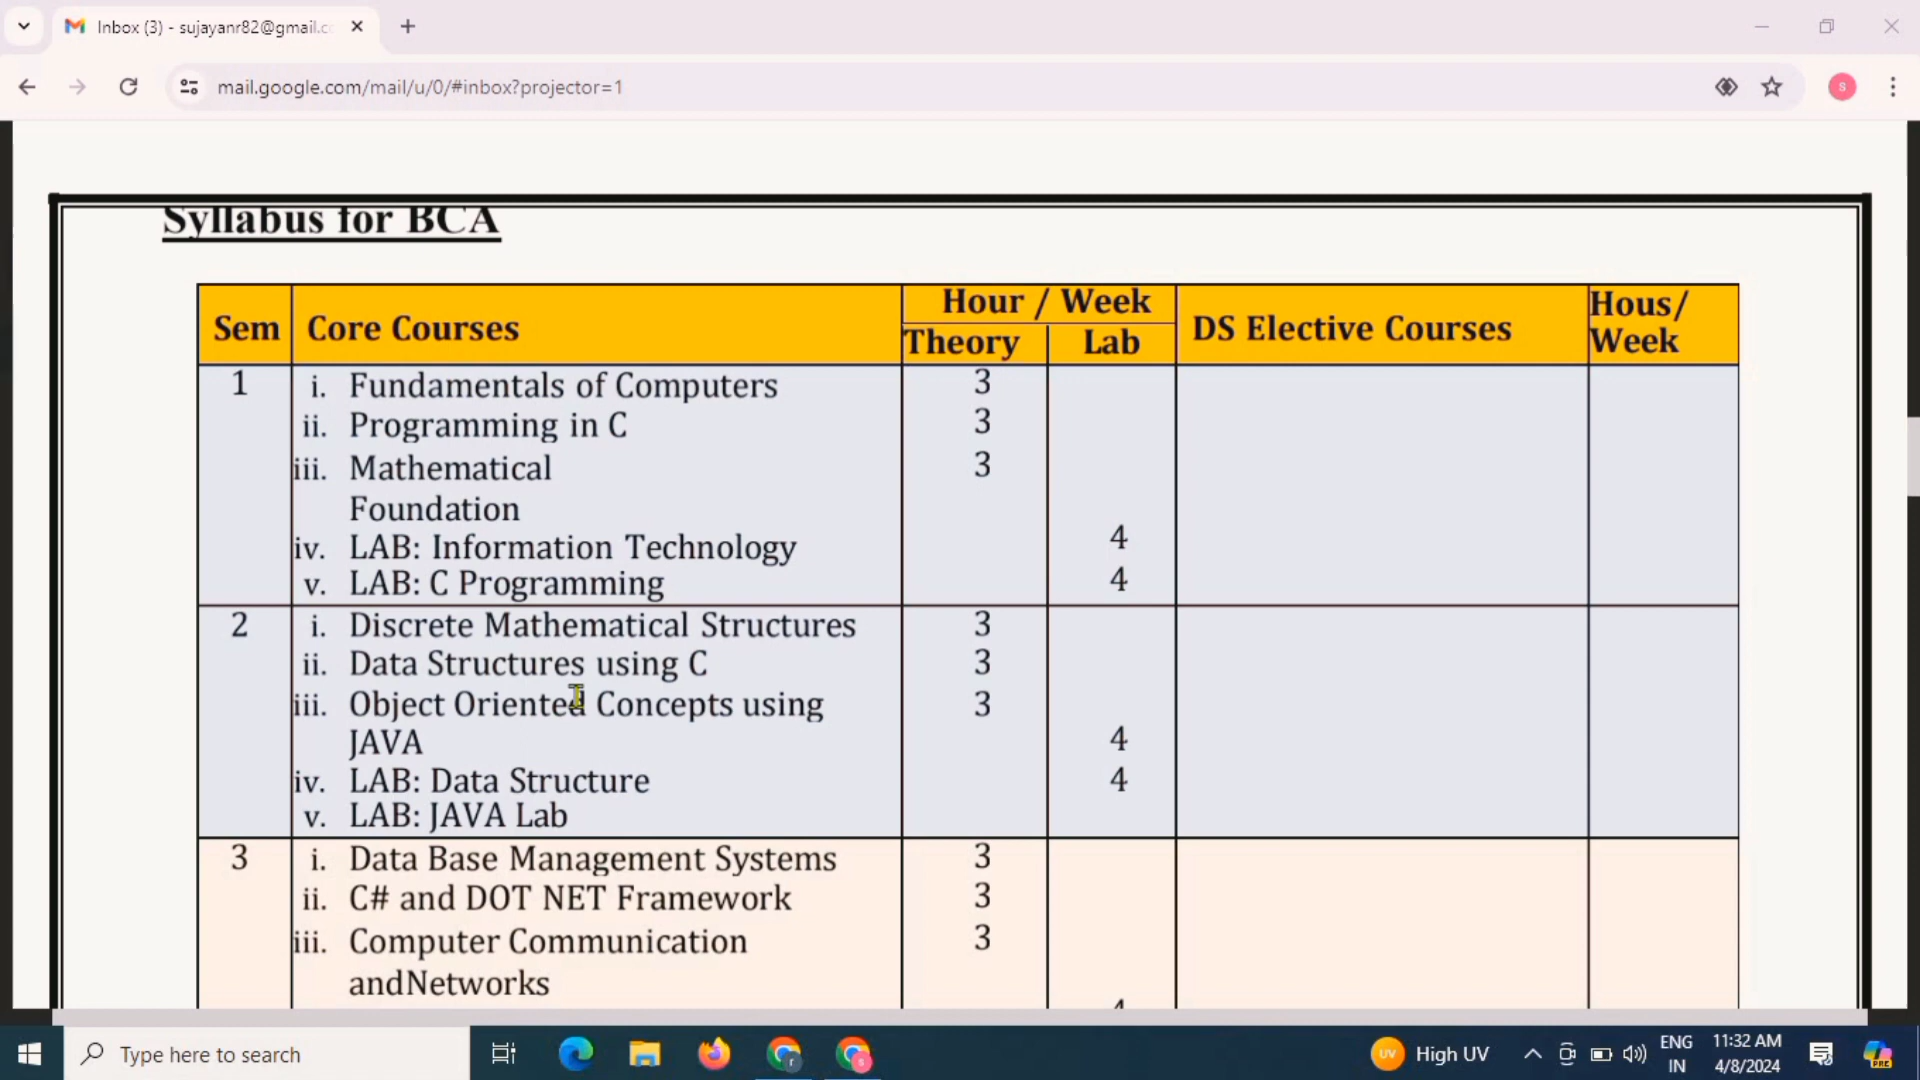 Inbox (3) - sujayanr82@gmail.c
mail.google.com/mail/u/0/#inbox?projector=1
S
Syllabus for BCA
Sem
Core Courses
Hour / Week
Theory
Lab
DS Elective Courses
Hous/
Week
1
i. Fundamentals of Computers 3
ii. Programming in C 3
iii. Mathematical 3
Foundation
iv. LAB: Information Technology 4
v. LAB: C Programming 4
2
i. Discrete Mathematical Structures 3
ii. Data Structures using C 3
iii. Object Oriented Concepts using 3
JAVA 4
iv. LAB: Data Structure 4
v. LAB: JAVA Lab
3
i. Data Base Management Systems 3
ii. C# and DOT NET Framework 3
iii. Computer Communication 3
andNetworks
Type here to search
UV
High UV
ENG
IN
11:32 AM
4/8/2024
PRE